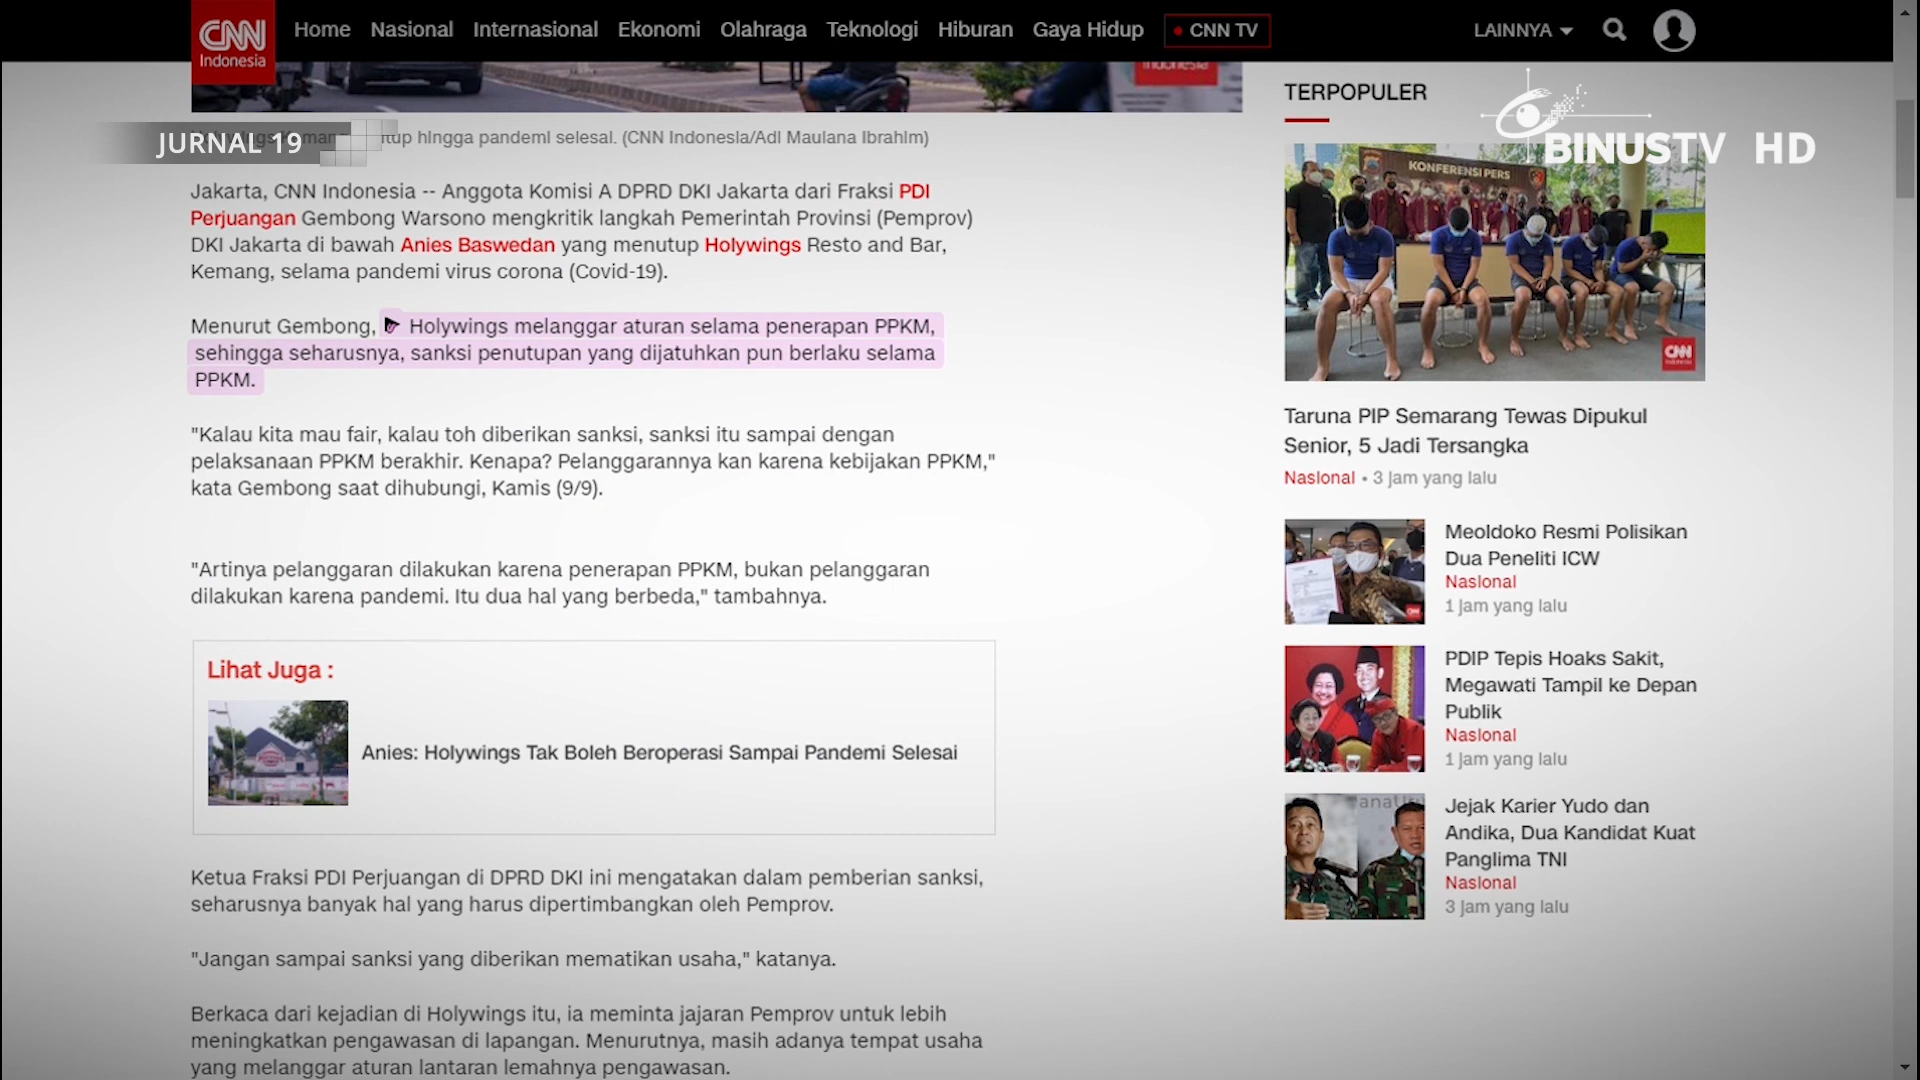 CNN
Indonesia
Home Nasional Internasional Ekonomi Olahraga Teknologi Hiburan Gaya Hidup CNN TV
LAINNYA
JURNAL 19
BINUSTV HD
hingga pandemi selesai. (CNN Indonesia/Adi Maulana Ibrahim)
Jakarta, CNN Indonesia -- Anggota Komisi A DPRD DKI Jakarta dari Fraksi PDI
Perjuangan Gembong Warsono mengkritik langkah Pemerintah Provinsi (Pemprov)
DKI Jakarta di bawah Anies Baswedan yang menutup Holywings Resto and Bar,
Kemang, selama pandemi virus corona (Covid-19).
Menurut Gembong, Holywings melanggar aturan selama penerapan PPKM,
sehingga seharusnya, sanksi penutupan yang dijatuhkan pun berlaku selama
PPKM.
"Kalau kita mau fair, kalau toh diberikan sanksi, sanksi itu sampai dengan
pelaksanaan PPKM berakhir. Kenapa? Pelanggarannya kan karena kebijakan PPKM,"
kata Gembong saat dihubungi, Kamis (9/9).
"Artinya pelanggaran dilakukan karena penerapan PPKM, bukan pelanggaran
dilakukan karena pandemi. Itu dua hal yang berbeda," tambahnya.
Lihat Juga :
Anies: Holywings Tak Boleh Beroperasi Sampai Pandemi Selesai
Ketua Fraksi PDI Perjuangan di DPRD DKI ini mengatakan dalam pemberian sanksi,
seharusnya banyak hal yang harus dipertimbangkan oleh Pemprov.
"Jangan sampai sanksi yang diberikan mematikan usaha," katanya.
Berkaca dari kejadian di Holywings itu, ia meminta jajaran Pemprov untuk lebih
meningkatkan pengawasan di lapangan. Menurutnya, masih adanya tempat usaha
yang melanggar aturan lantaran lemahnya pengawasan.
TERPOPULER
KONFERENSI PERS
CNN
Indonesia
Taruna PIP Semarang Tewas Dipukul
Senior, 5 Jadi Tersangka
Nasional • 3 jam yang lalu
Meoldoko Resmi Polisikan
Dua Peneliti ICW
Nasional
1 jam yang lalu
PDIP Tepis Hoaks Sakit,
Megawati Tampil ke Depan
Publik
Nasional
1 jam yang lalu
Jejak Karier Yudo dan
Andika, Dua Kandidat Kuat
Panglima TNI
Nasional
3 jam yang lalu